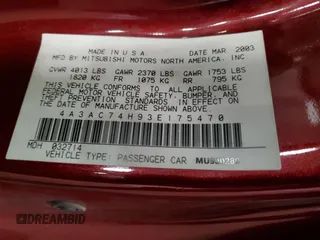 MADE IN U S A DATE MAR 2003
MFD BY MITSUBISHI MOTORS NORTH AMERICA, INC
GVWR 4013 LBS GAWR 2370 LBS GAWR 1753 LBS
1820 KG FR 1075 KG RR 795 KG
THIS VEHICLE CONFORMS TO ALL APPLICABLE
FEDERAL MOTOR VEHICLE SAFETY, BUMPER, AND
THEFT PREVENTION STANDARDS IN EFFECT ON THE
DATE OF MANUFACTURE SHOWN ABOVE
4A3AC74H93E175470
MDH 032714
VEHICLE TYPE: PASSENGER CAR
DREAMBID